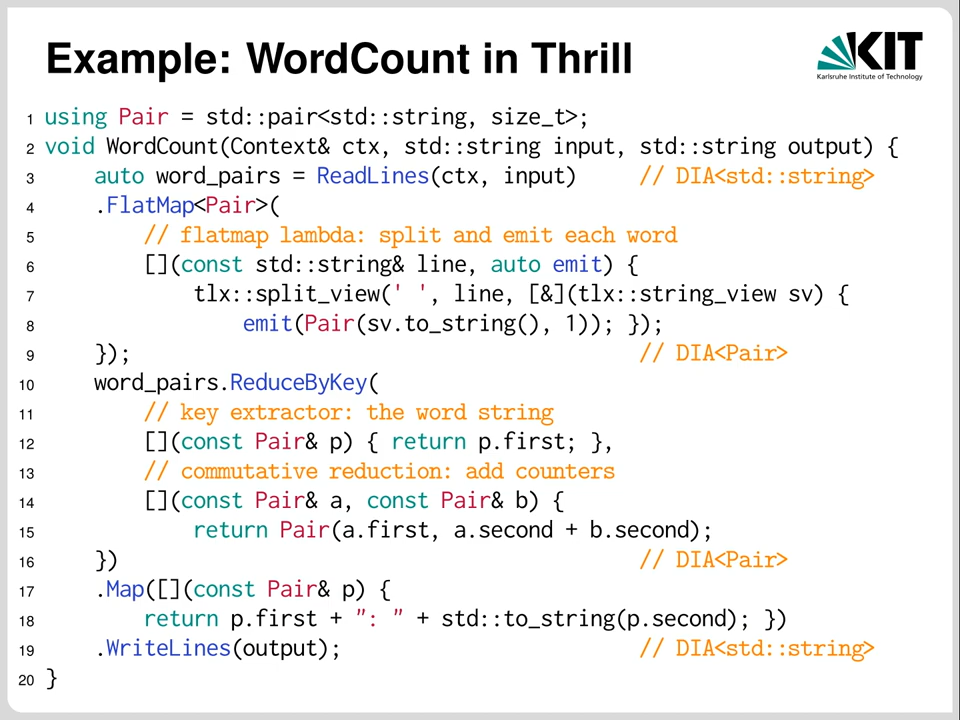 Example: WordCount in Thrill
KIT
Karlsruhe Institute of Technology
1 using Pair = std::pair<std::string, size_t>;
2 void WordCount(Context& ctx, std::string input, std::string output) {
3     auto word_pairs = ReadLines(ctx, input)     // DIA<std::string>
4     .FlatMap<Pair>(
5         // flatmap lambda: split and emit each word
6         [](const std::string& line, auto emit) {
7             tlx::split_view(' ', line, [&](tlx::string_view sv) {
8                 emit(Pair(sv.to_string(), 1)); });
9     });                                         // DIA<Pair>
10     word_pairs.ReduceByKey(
11         // key extractor: the word string
12         [](const Pair& p) { return p.first; },
13         // commutative reduction: add counters
14         [](const Pair& a, const Pair& b) {
15             return Pair(a.first, a.second + b.second);
16     })                                          // DIA<Pair>
17     .Map([](const Pair& p) {
18         return p.first + ": " + std::to_string(p.second); })
19     .WriteLines(output);                        // DIA<std::string>
20 }